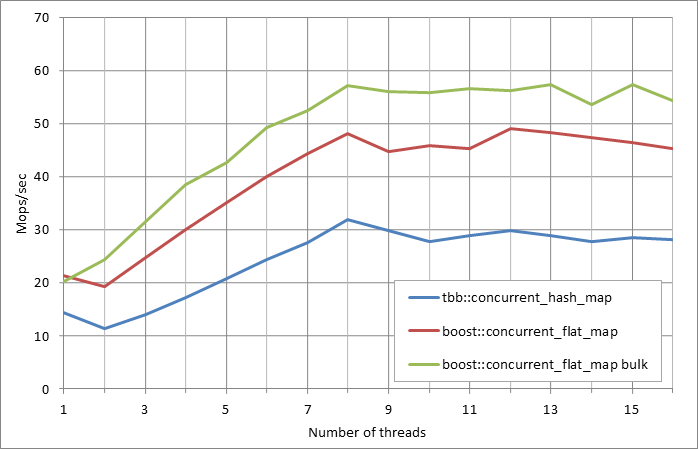 70
60
50
40
30
20
10
0
Mops/sec
1 3 5 7 9 11 13 15
Number of threads
tbb::concurrent_hash_map
boost::concurrent_flat_map
boost::concurrent_flat_map bulk